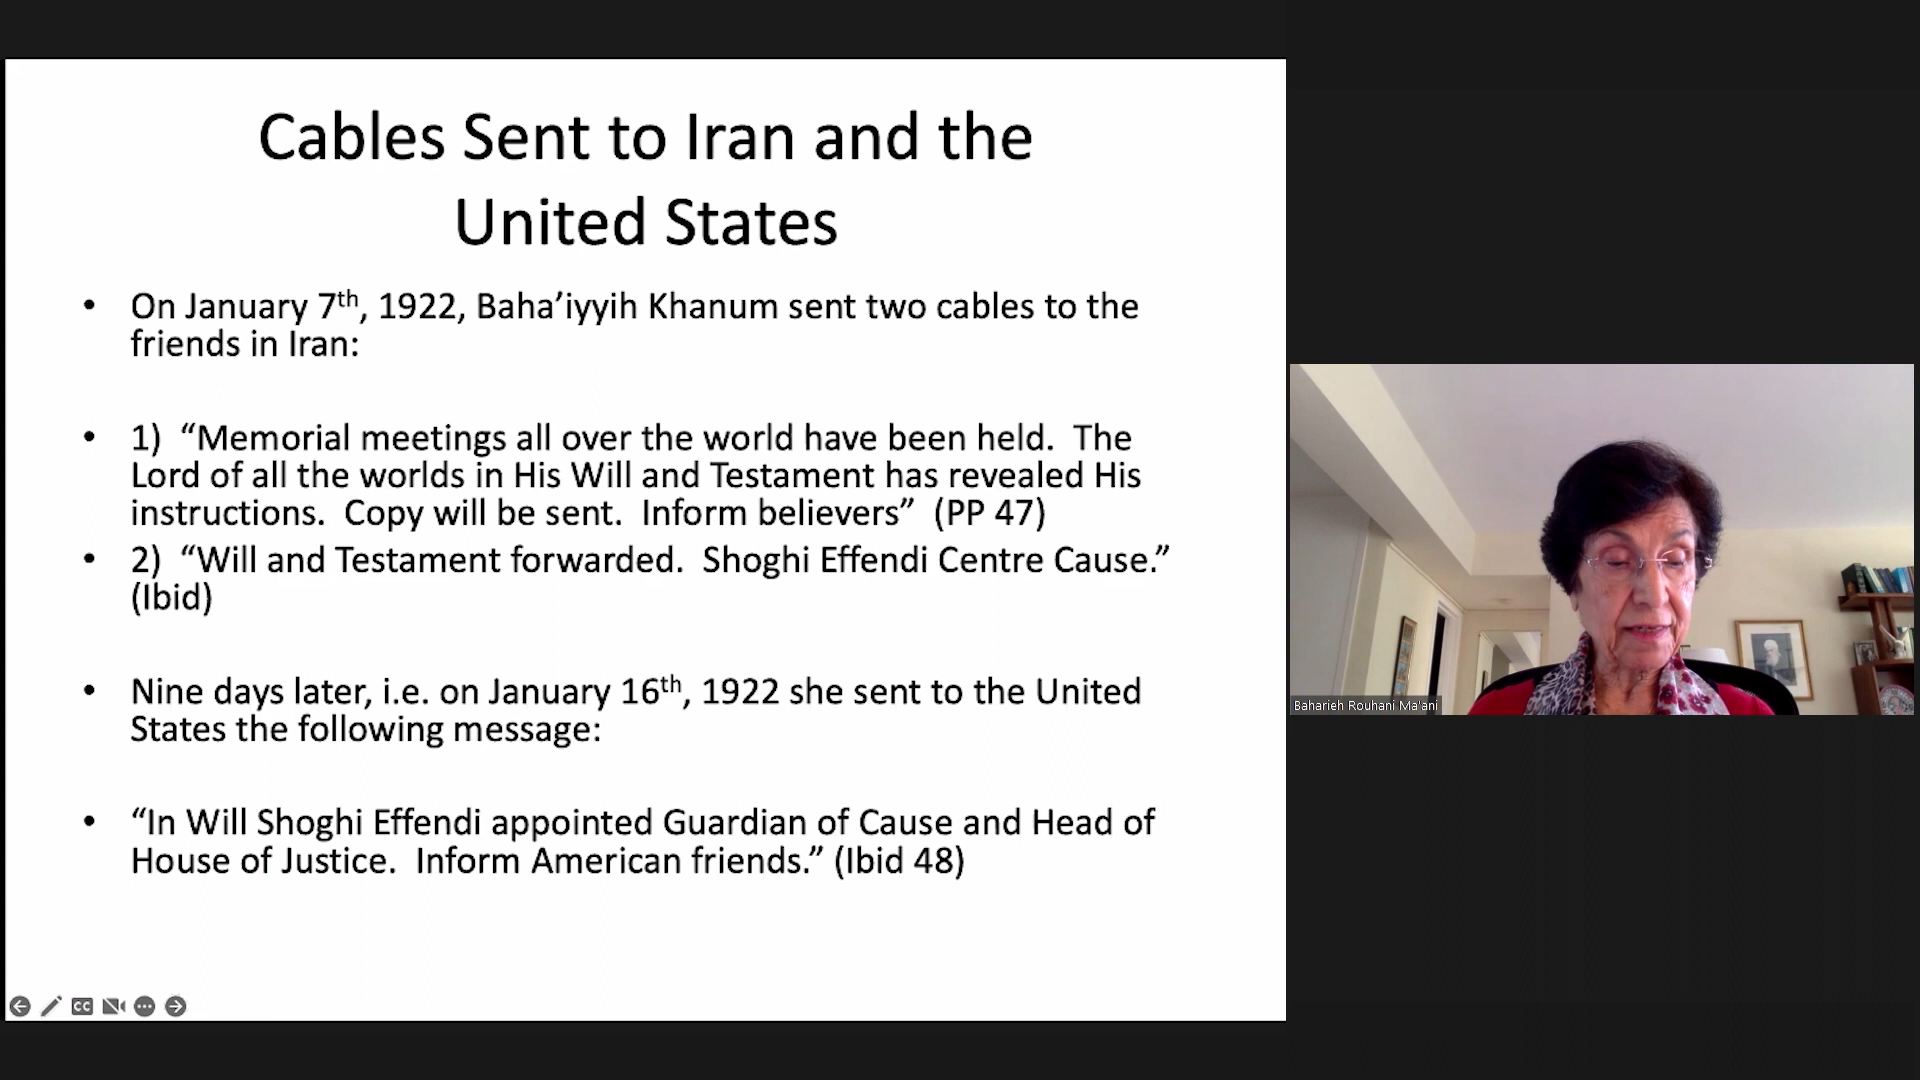 Cables Sent to Iran and the
United States
• On January 7th, 1922, Baha’iyyih Khanum sent two cables to the
friends in Iran:
• 1)  “Memorial meetings all over the world have been held.  The
Lord of all the worlds in His Will and Testament has revealed His
instructions.  Copy will be sent.  Inform believers”  (PP 47)
• 2)  “Will and Testament forwarded.  Shoghi Effendi Centre Cause.”
(Ibid)
• Nine days later, i.e. on January 16th, 1922 she sent to the United
States the following message:
• “In Will Shoghi Effendi appointed Guardian of Cause and Head of
House of Justice.  Inform American friends.” (Ibid 48)
CC
Baharieh Rouhani Ma'ani